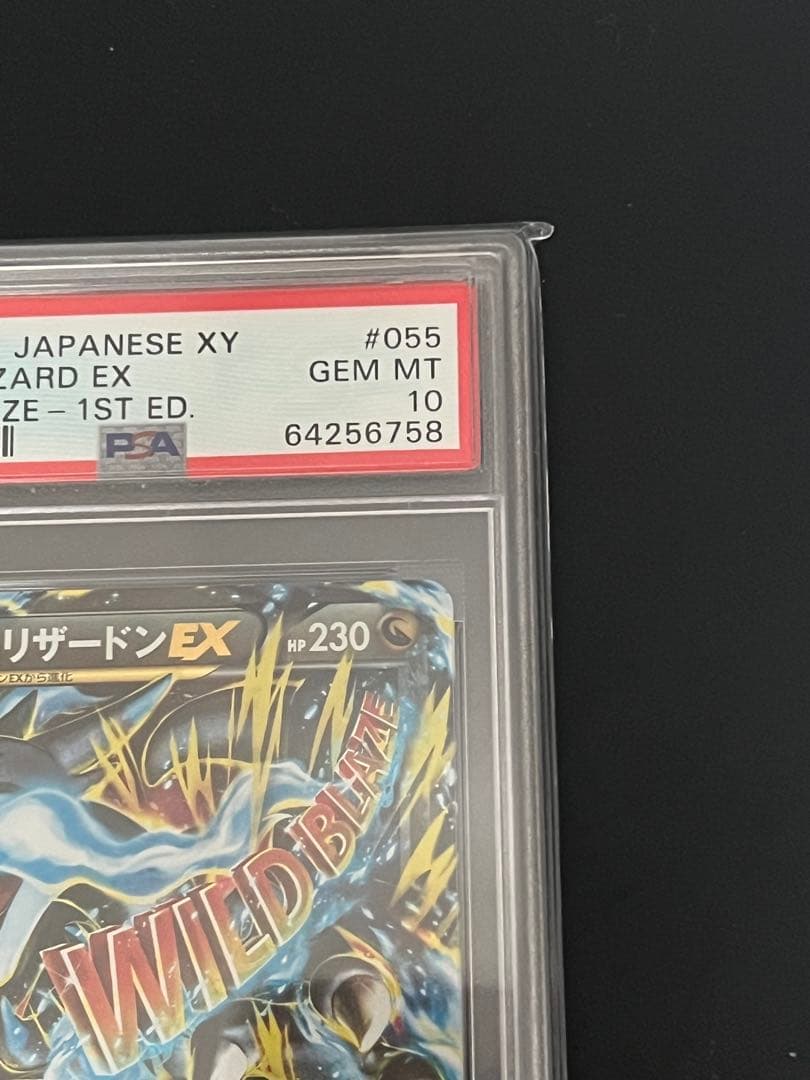 JAPANESE XY #055
ZARD EX GEM MT
ZE – 1ST ED. 10
PSA 64256758
リザードンEX HP230
ンEXから進化
WILD BLAZE